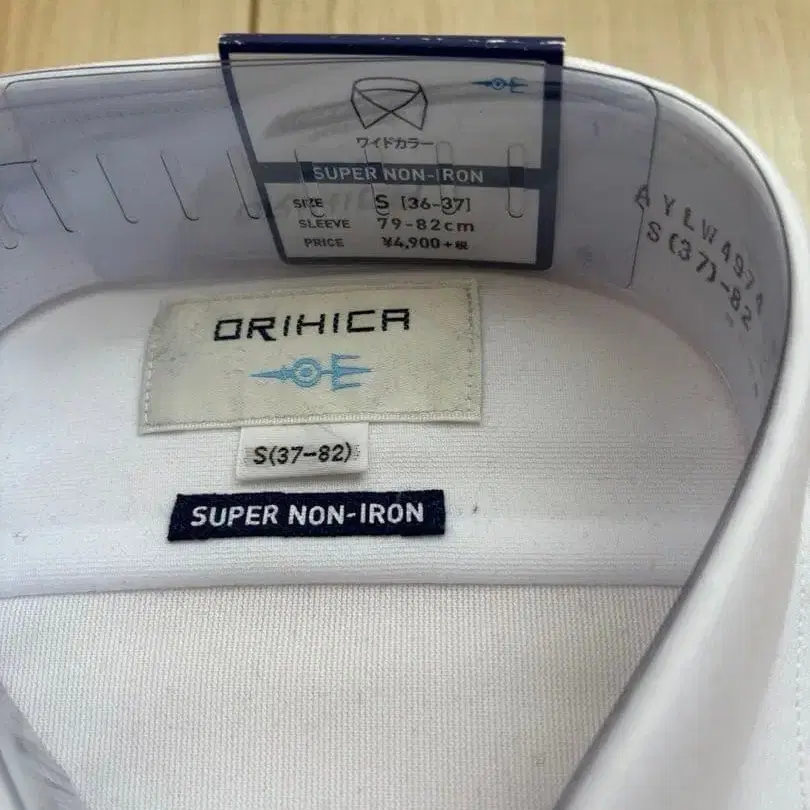 ワイドカラー
SUPER NON-IRON
SIZE S [36-37]
SLEEVE 79-82cm
PRICE ¥4,900+税
AYLW4974
S(37)-82
ORIHICA
S(37-82)
SUPER NON-IRON